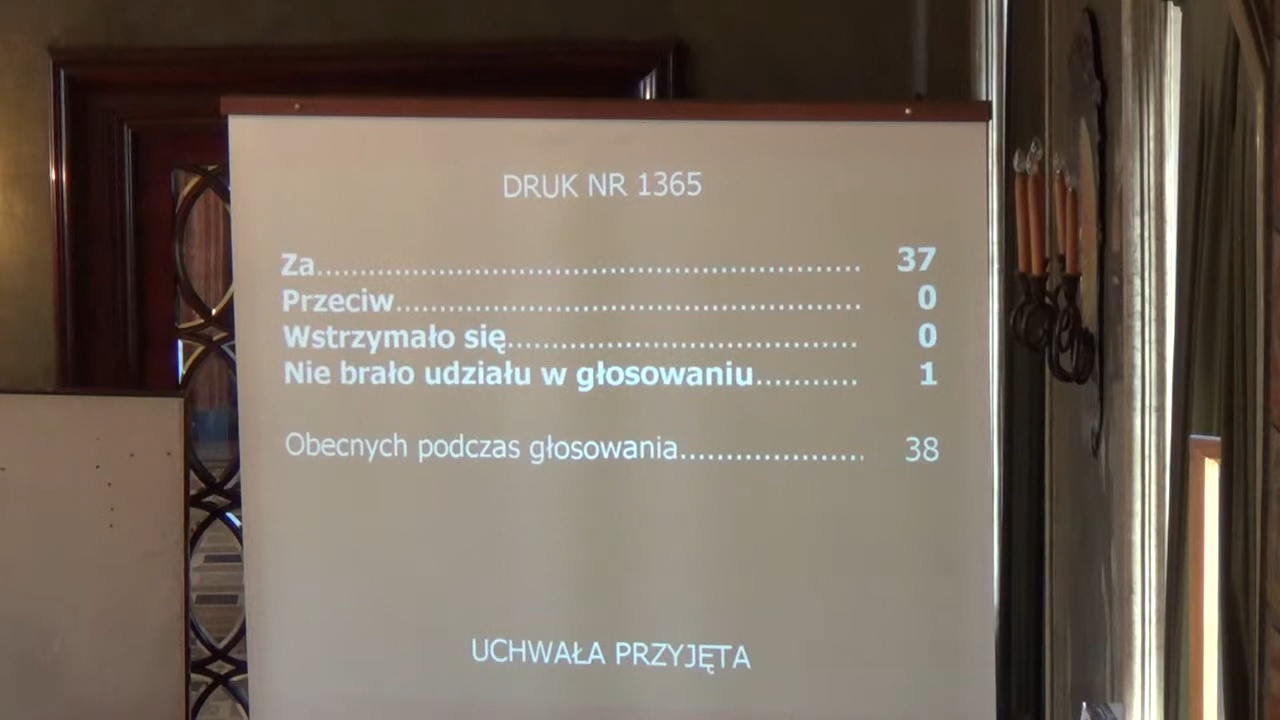 DRUK NR 1365
Za........................................................................ 37
Przeciw.............................................................. 0
Wstrzymało się............................................. 0
Nie brało udziału w głosowaniu........... 1
Obecnych podczas głosowania.................... 38
UCHWAŁA PRZYJĘTA